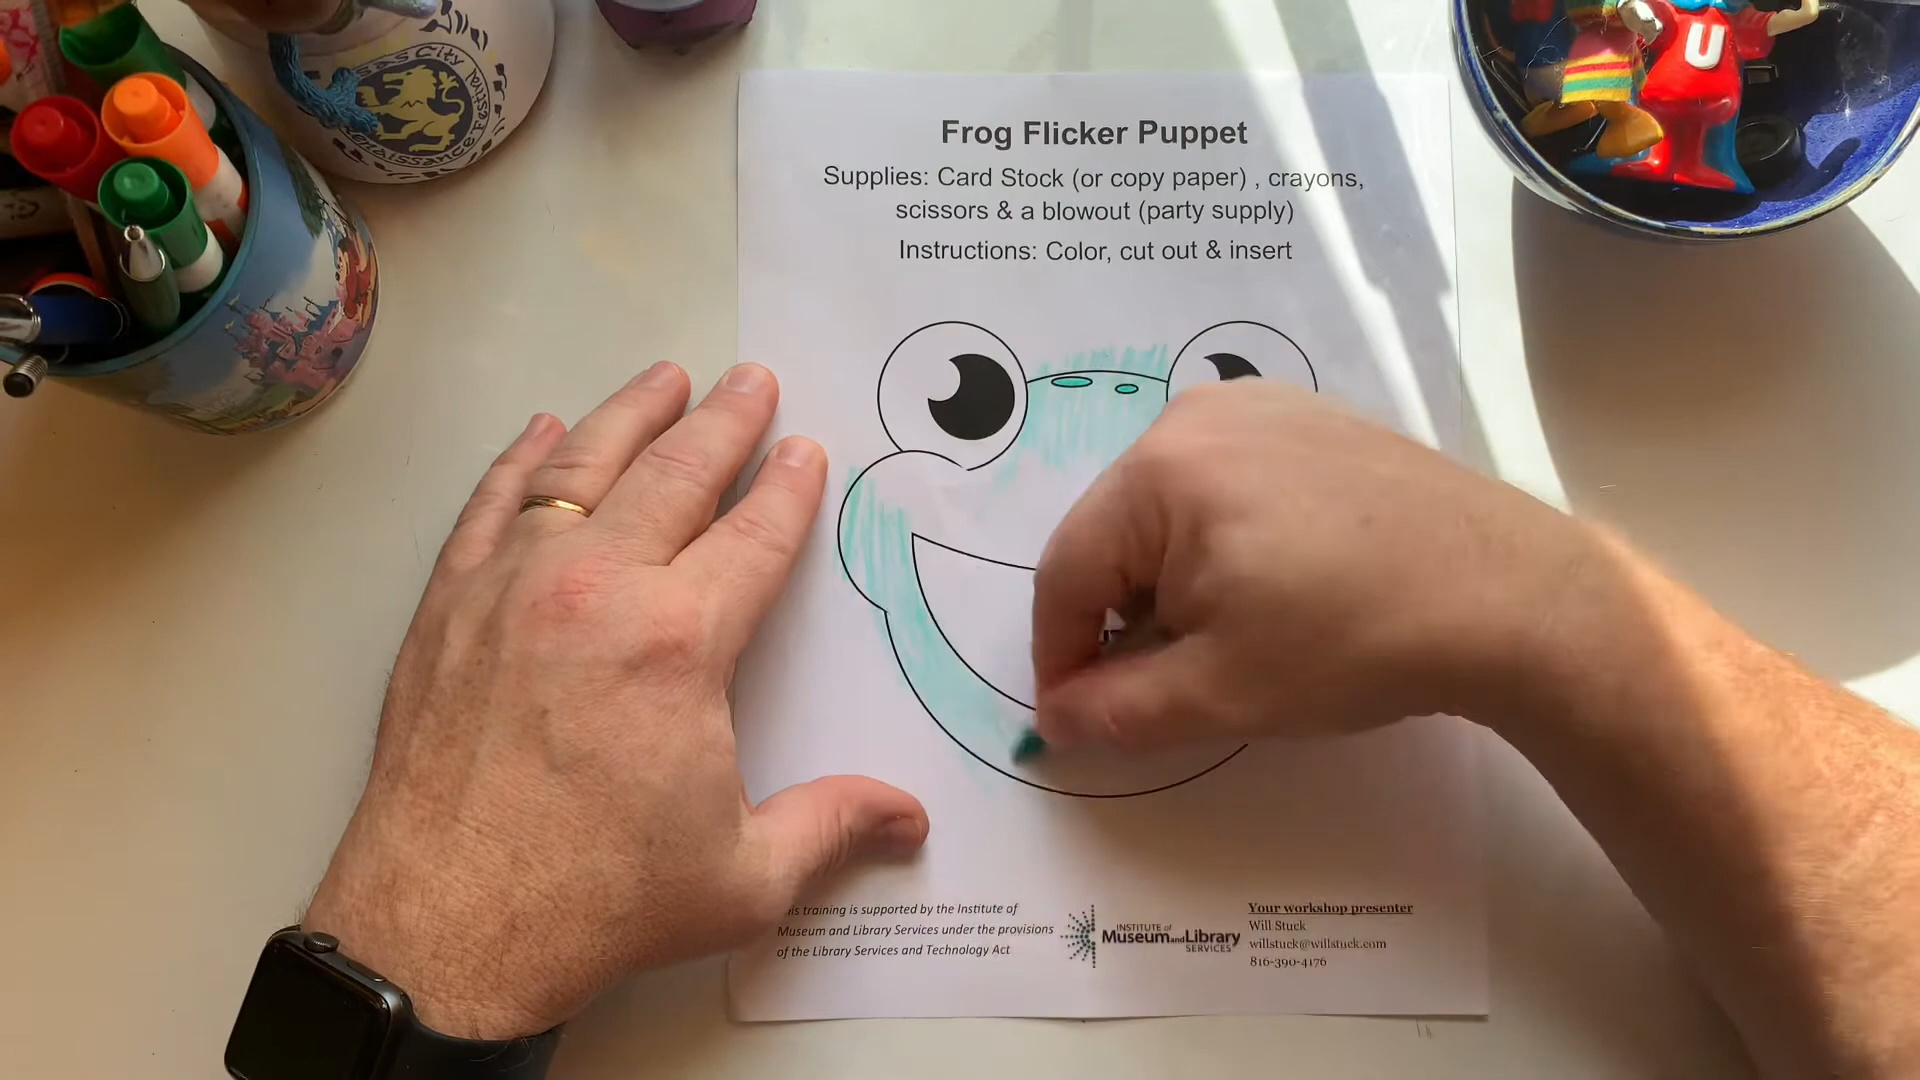 Frog Flicker Puppet
Supplies: Card Stock (or copy paper) , crayons,
scissors & a blowout (party supply)
Instructions: Color, cut out & insert
U
City
Renaissance Festival
training is supported by the Institute of
Museum and Library Services under the provisions
of the Library Services and Technology Act
INSTITUTE of
Museum and Library
SERVICES
Your workshop presenter
Will Stuck
willstuck@willstuck.com
816-390-4176